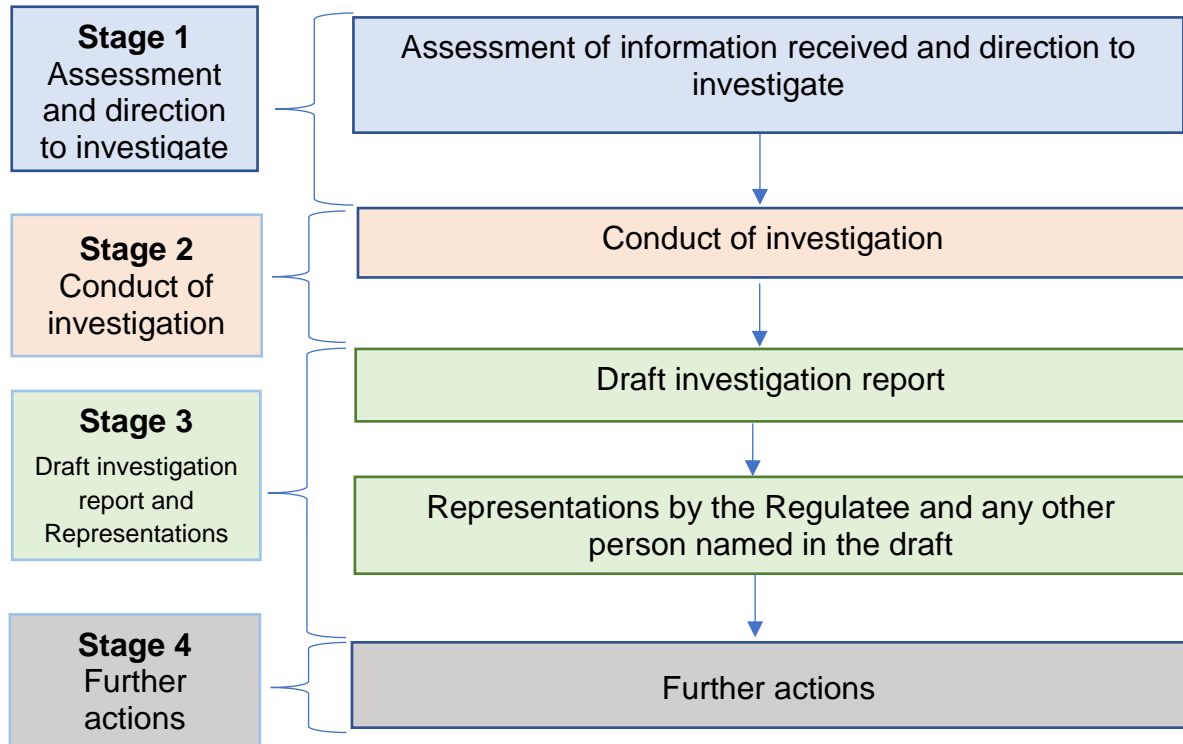 Stage 1
Assessment
and direction
to investigate
Assessment of information received and direction to
investigate
Stage 2
Conduct of
investigation
Conduct of investigation
Stage 3
Draft investigation
report and
Representations
Draft investigation report
Representations by the Regulatee and any other
person named in the draft
Stage 4
Further
actions
Further actions